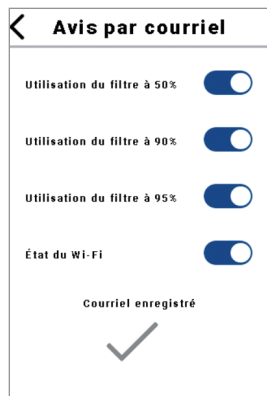 Avis par courriel
Utilisation du filtre à 50%
Utilisation du filtre à 90%
Utilisation du filtre à 95%
État du Wi-Fi
Courriel enregistré